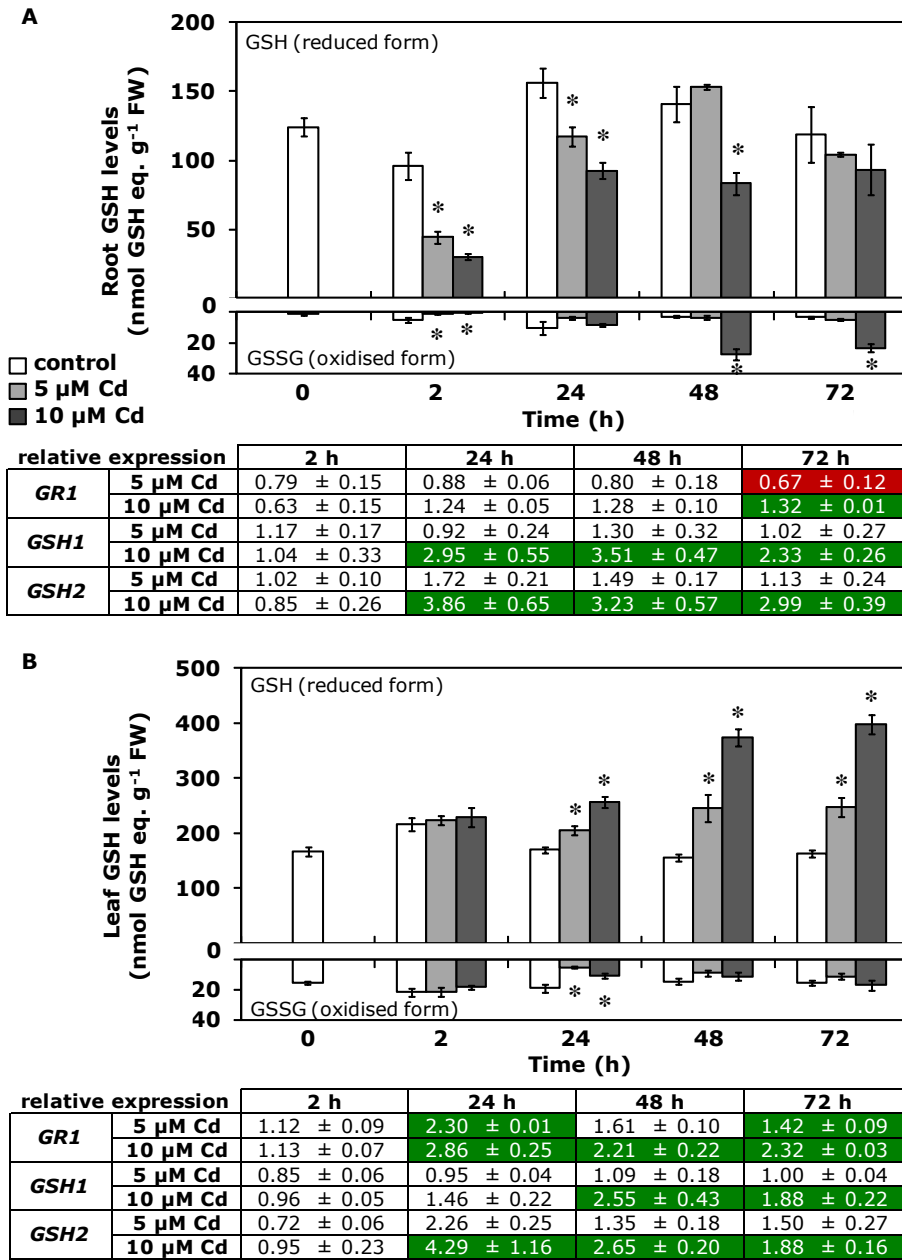 A
200
GSH (reduced form)
150
*
*
100
*
*
*
50
0
Root GSH levels
(nmol GSH eq. g-1 FW)
* *
20
GSSG (oxidised form)
40
*
*
control
5 µM Cd
10 µM Cd
0 2 24 48 72
Time (h)
relative expression 2 h 24 h 48 h 72 h
GR1 5 µM Cd 0.79 ± 0.15 0.88 ± 0.06 0.80 ± 0.18 0.67 ± 0.12
10 µM Cd 0.63 ± 0.15 1.24 ± 0.05 1.28 ± 0.10 1.32 ± 0.01
GSH1 5 µM Cd 1.17 ± 0.17 0.92 ± 0.24 1.30 ± 0.32 1.02 ± 0.27
10 µM Cd 1.04 ± 0.33 2.95 ± 0.55 3.51 ± 0.47 2.33 ± 0.26
GSH2 5 µM Cd 1.02 ± 0.10 1.72 ± 0.21 1.49 ± 0.17 1.13 ± 0.24
10 µM Cd 0.85 ± 0.26 3.86 ± 0.65 3.23 ± 0.57 2.99 ± 0.39
B
500
GSH (reduced form)
* *
400
300
* * * *
200
100
0
Leaf GSH levels
(nmol GSH eq. g-1 FW)
20
GSSG (oxidised form)
* *
40
0 2 24 48 72
Time (h)
relative expression 2 h 24 h 48 h 72 h
GR1 5 µM Cd 1.12 ± 0.09 2.30 ± 0.01 1.61 ± 0.10 1.42 ± 0.09
10 µM Cd 1.13 ± 0.07 2.86 ± 0.25 2.21 ± 0.22 2.32 ± 0.03
GSH1 5 µM Cd 0.85 ± 0.06 0.95 ± 0.04 1.09 ± 0.18 1.00 ± 0.04
10 µM Cd 0.96 ± 0.05 1.46 ± 0.22 2.55 ± 0.43 1.88 ± 0.22
GSH2 5 µM Cd 0.72 ± 0.06 2.26 ± 0.25 1.35 ± 0.18 1.50 ± 0.27
10 µM Cd 0.95 ± 0.23 4.29 ± 1.16 2.65 ± 0.20 1.88 ± 0.16